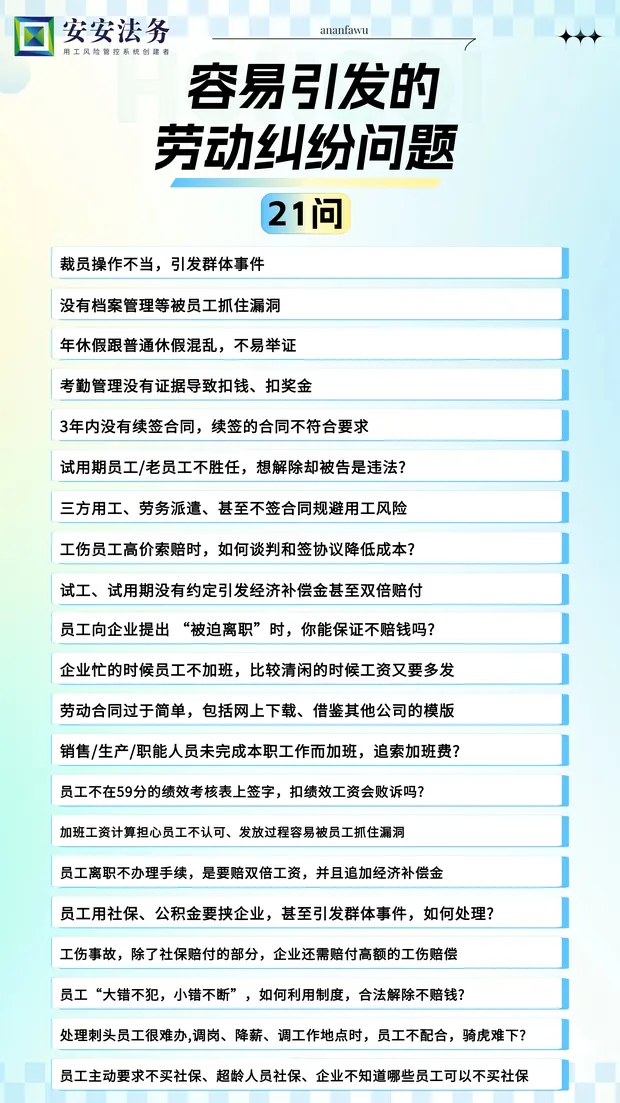 安安法务
用工风险管控系统创建者
ananfawu
容易引发的
劳动纠纷问题
21问
裁员操作不当，引发群体事件
没有档案管理等被员工抓住漏洞
年休假跟普通休假混乱，不易举证
考勤管理没有证据导致扣钱、扣奖金
3年内没有续签合同，续签的合同不符合要求
试用期员工/老员工不胜任，想解除却被告是违法?
三方用工、劳务派遣、甚至不签合同规避用工风险
工伤员工高价索赔时，如何谈判和签协议降低成本?
试工、试用期没有约定引发经济补偿金甚至双倍赔付
员工向企业提出 “被迫离职”时，你能保证不赔钱吗?
企业忙的时候员工不加班，比较清闲的时候工资又要多发
劳动合同过于简单，包括网上下载、借鉴其他公司的模版
销售/生产/职能人员未完成本职工作而加班，追索加班费?
员工不在59分的绩效考核表上签字，扣绩效工资会败诉吗?
加班工资计算担心员工不认可、发放过程容易被员工抓住漏洞
员工离职不办理手续，是要赔双倍工资，并且追加经济补偿金
员工用社保、公积金要挟企业，甚至引发群体事件，如何处理?
工伤事故，除了社保赔付的部分，企业还需赔付高额的工伤赔偿
员工“大错不犯，小错不断”，如何利用制度，合法解除不赔钱?
处理刺头员工很难办,调岗、降薪、调工作地点时，员工不配合，骑虎难下?
员工主动要求不买社保、超龄人员社保、企业不知道哪些员工可以不买社保